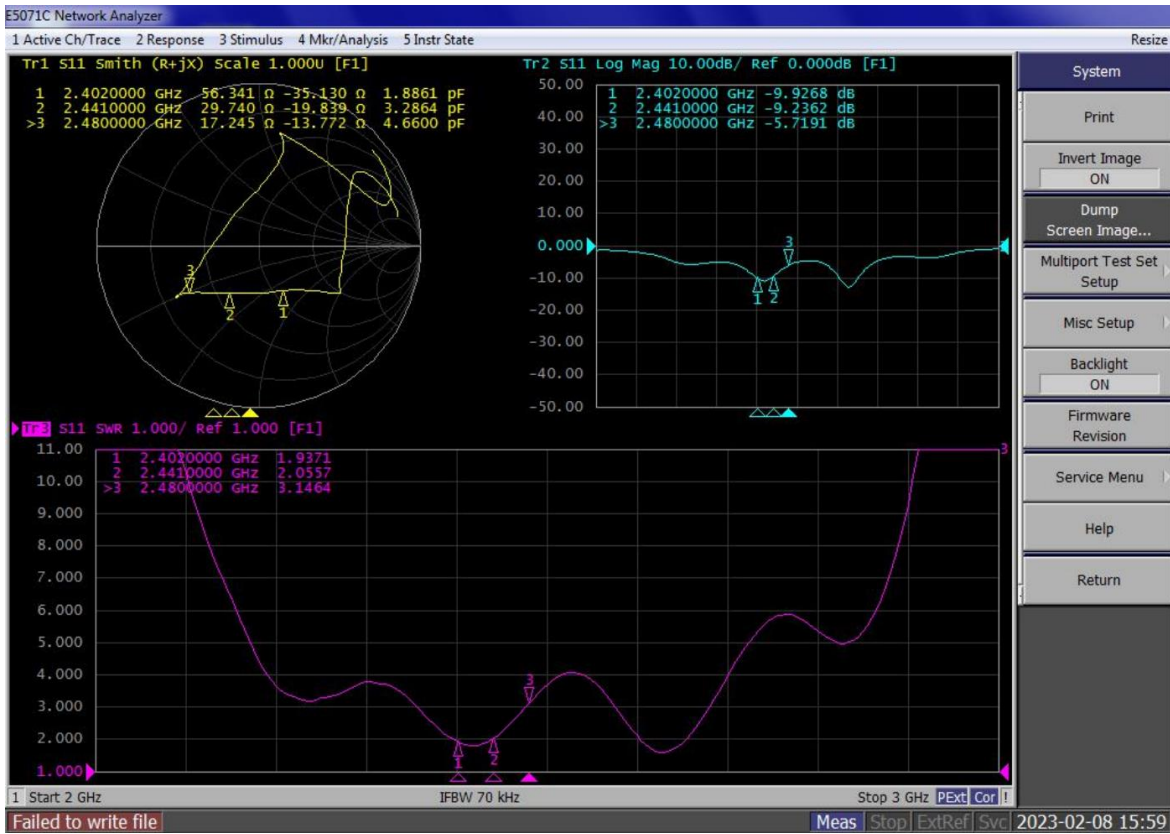 E5071C Network Analyzer
1 Active Ch/Trace 2 Response 3 Stimulus 4 Mkr/Analysis 5 Instr State
Resize
Tr1 S11 Smith (R+jX) Scale 1.000U [F1]
1 2.4020000 GHz 56.341 Ω -35.130 Ω 1.8861 pF
2 2.4410000 GHz 29.740 Ω -19.839 Ω 3.2864 pF
>3 2.4800000 GHz 17.245 Ω -13.772 Ω 4.6600 pF
3
2
1
Tr2 S11 Log Mag 10.00dB/ Ref 0.000dB [F1]
50.00
1 2.4020000 GHz -9.9268 dB
2 2.4410000 GHz -9.2362 dB
>3 2.4800000 GHz -5.7191 dB
30.00
20.00
10.00
0.000
-10.00
-20.00
-30.00
-40.00
-50.00
3
1 2
Tr3 S11 SWR 1.000/ Ref 1.000 [F1]
11.00
1 2.4020000 GHz 1.9371
2 2.4410000 GHz 2.0557
>3 2.4800000 GHz 3.1464
10.00
9.000
8.000
7.000
6.000
5.000
4.000
3.000
2.000
1.000
3
3
1 2
1 Start 2 GHz
IFBW 70 kHz
Stop 3 GHz PExt Cor !
Failed to write file
Meas Stop ExtRef Svc 2023-02-08 15:59
System
Print
Invert Image
ON
Dump
Screen Image...
Multiport Test Set
Setup
Misc Setup
Backlight
ON
Firmware
Revision
Service Menu
Help
Return